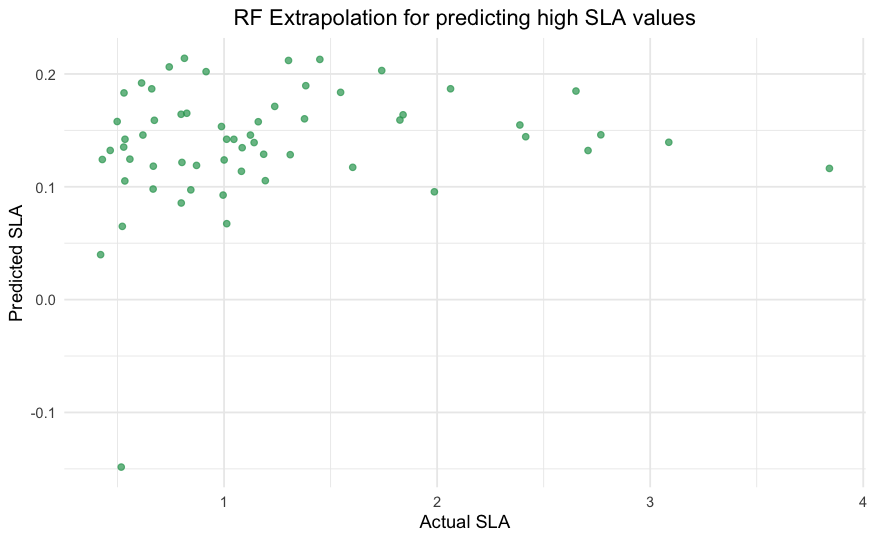 RF Extrapolation for predicting high SLA values
0.2
0.1
0.0
-0.1
Predicted SLA
1 2 3 4
Actual SLA